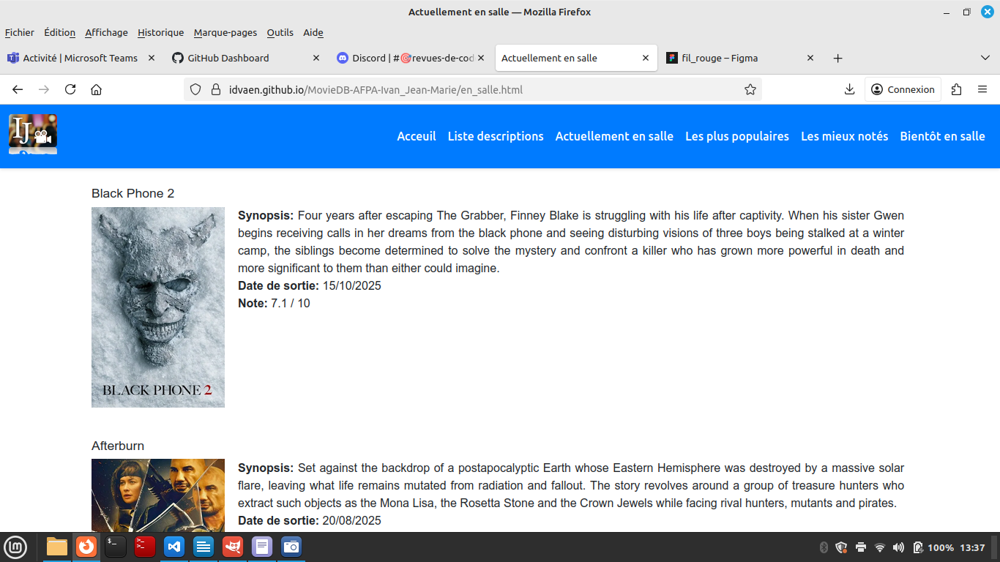 Actuellement en salle — Mozilla Firefox
Fichier Édition Affichage Historique Marque-pages Outils Aide
Activité | Microsoft Teams
GitHub Dashboard
Discord | #🎯revues-de-cod
Actuellement en salle
fil_rouge – Figma
idvaen.github.io/MovieDB-AFPA-Ivan_Jean-Marie/en_salle.html
Connexion
IJ
Acceuil Liste descriptions Actuellement en salle Les plus populaires Les mieux notés Bientôt en salle
Black Phone 2
Synopsis: Four years after escaping The Grabber, Finney Blake is struggling with his life after captivity. When his sister Gwen
begins receiving calls in her dreams from the black phone and seeing disturbing visions of three boys being stalked at a winter
camp, the siblings become determined to solve the mystery and confront a killer who has grown more powerful in death and
more significant to them than either could imagine.
Date de sortie: 15/10/2025
Note: 7.1 / 10
BLACK PHONE 2
Afterburn
Synopsis: Set against the backdrop of a postapocalyptic Earth whose Eastern Hemisphere was destroyed by a massive solar
flare, leaving what life remains mutated from radiation and fallout. The story revolves around a group of treasure hunters who
extract such objects as the Mona Lisa, the Rosetta Stone and the Crown Jewels while facing rival hunters, mutants and pirates.
Date de sortie: 20/08/2025
100% 13:37